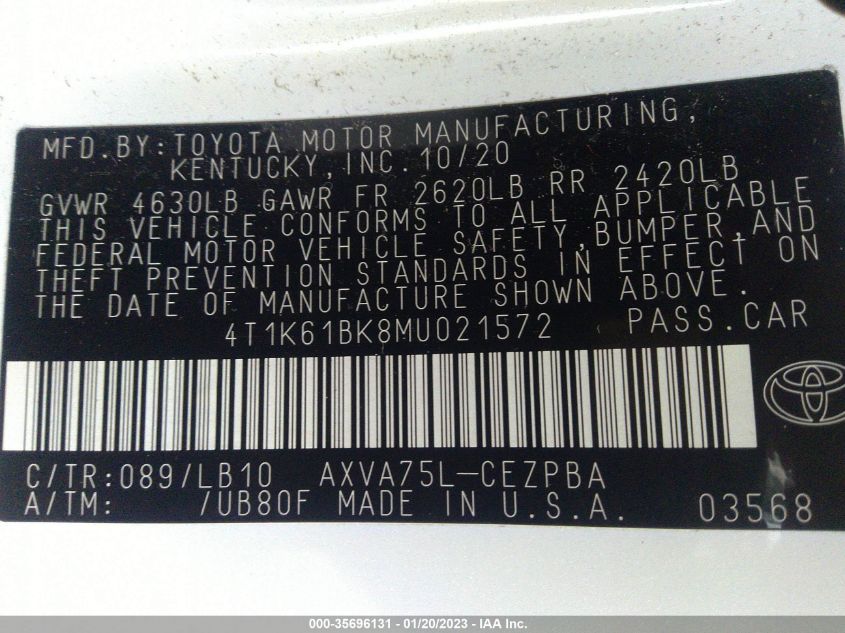 MFD.BY:TOYOTA MOTOR MANUFACTURING,
KENTUCKY,INC.10/20
GVWR 4630LB GAWR FR 2620LB RR 2420LB
THIS VEHICLE CONFORMS TO ALL APPLICABLE
FEDERAL MOTOR VEHICLE SAFETY,BUMPER,AND
THEFT PREVENTION STANDARDS IN EFFECT ON
THE DATE OF MANUFACTURE SHOWN ABOVE.
4T1K61BK8MU021572 PASS.CAR
C/TR:089/LB10 AXVA75L-CEZPBA
A/TM: /UB80F MADE IN U.S.A. 03568
000-35696131 - 01/20/2023 - IAA Inc.